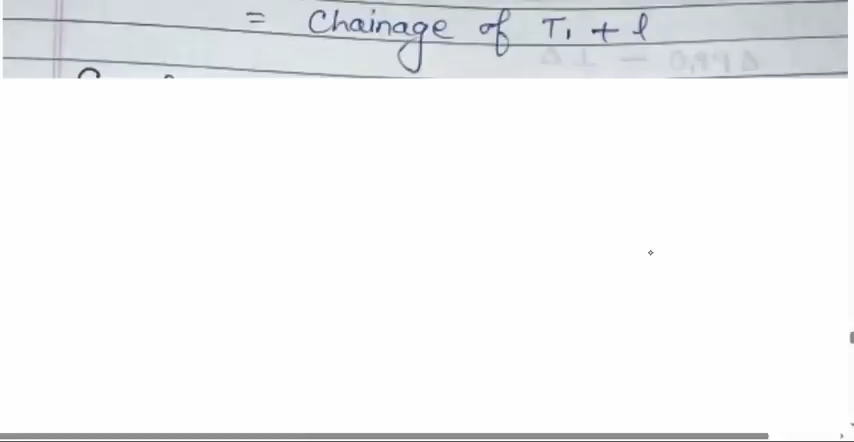 = Chainage of T₁ + l